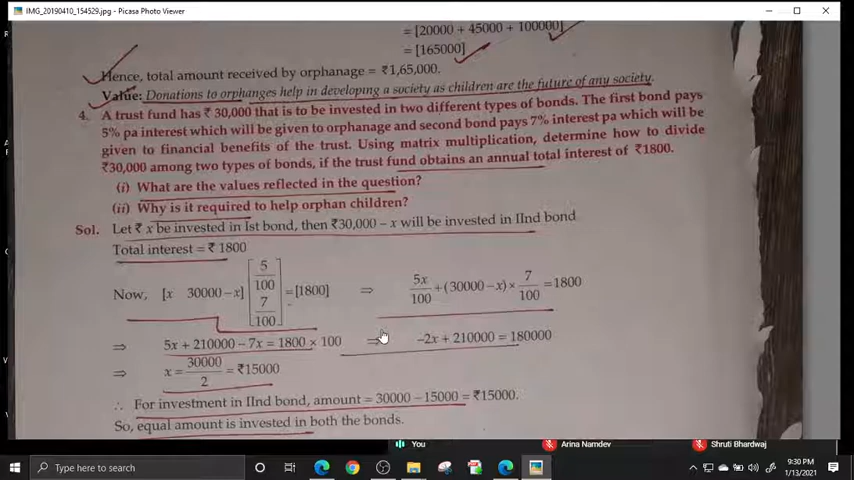 IMG_20190410_154529.jpg - Picasa Photo Viewer
= [20000 + 45000 + 100000]
= [165000]
Hence, total amount received by orphanage = ₹1,65,000.
Value: Donations to orphanges help in developing a society as children are the future of any society.
4. A trust fund has ₹ 30,000 that is to be invested in two different types of bonds. The first bond pays
5% pa interest which will be given to orphanage and second bond pays 7% interest pa which will be
given to financial benefits of the trust. Using matrix multiplication, determine how to divide
₹30,000 among two types of bonds, if the trust fund obtains an annual total interest of ₹1800.
(i) What are the values reflected in the question?
(ii) Why is it required to help orphan children?
Sol. Let ₹ x be invested in Ist bond, then ₹30,000 – x will be invested in IInd bond
Total interest = ₹ 1800
Now, [x 30000 – x] [5/100 7/100] = [1800] ⇒ 5x/100 + (30000 – x) × 7/100 = 1800
⇒ 5x + 210000 – 7x = 1800 × 100 ⇒ –2x + 210000 = 180000
⇒ x = 30000/2 = ₹15000
∴ For investment in IInd bond, amount = 30000 – 15000 = ₹15000.
So, equal amount is invested in both the bonds.
You
Arina Namdev
Shruti Bhardwaj
Type here to search
9:30 PM
1/13/2021